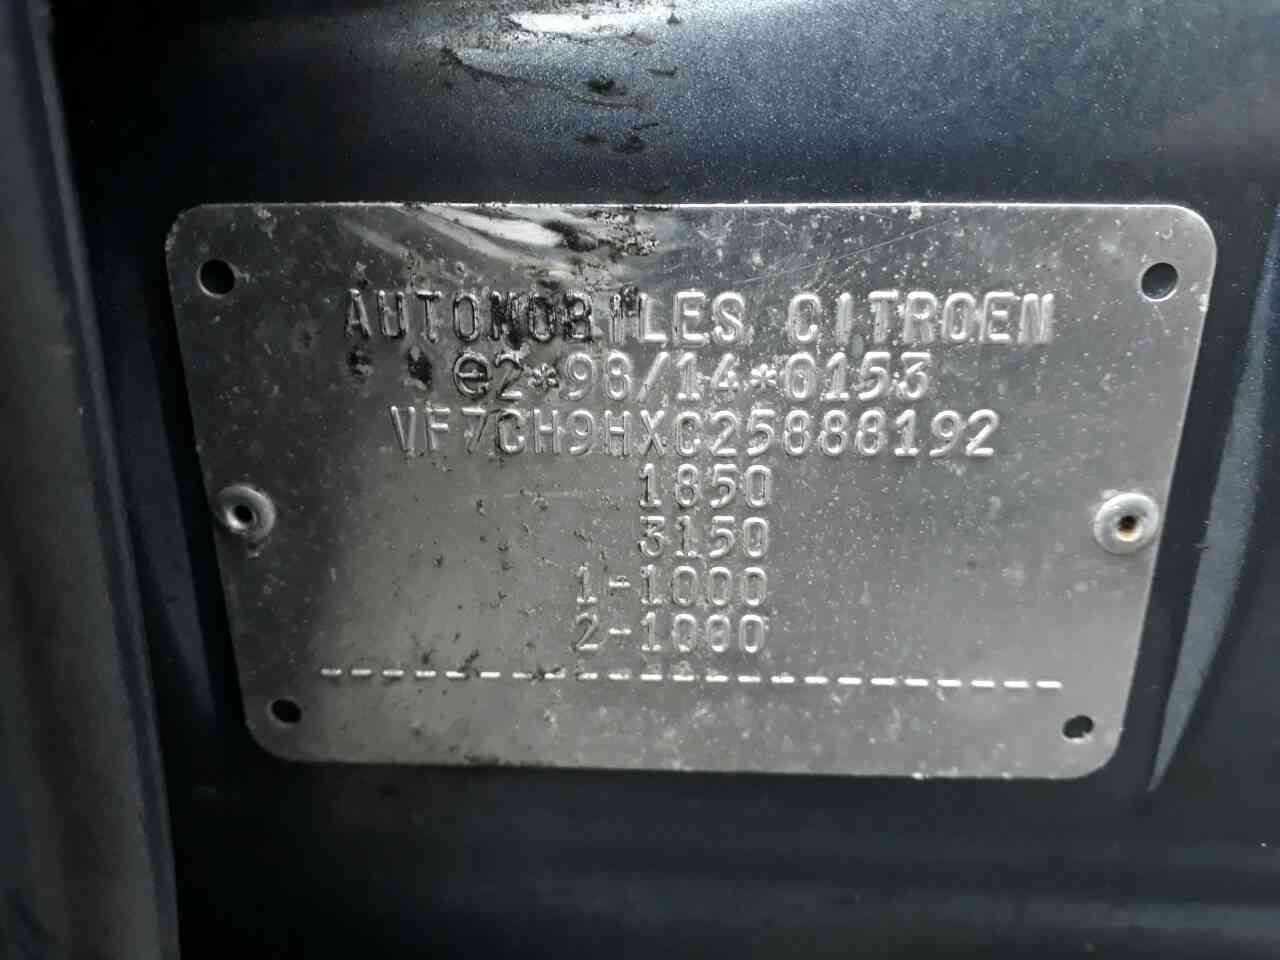 AUTOMOBILES CITROEN
e2*98/14*0153
VF7CH9HXC25888192
1850
3150
1-1000
2-1000
------------------------